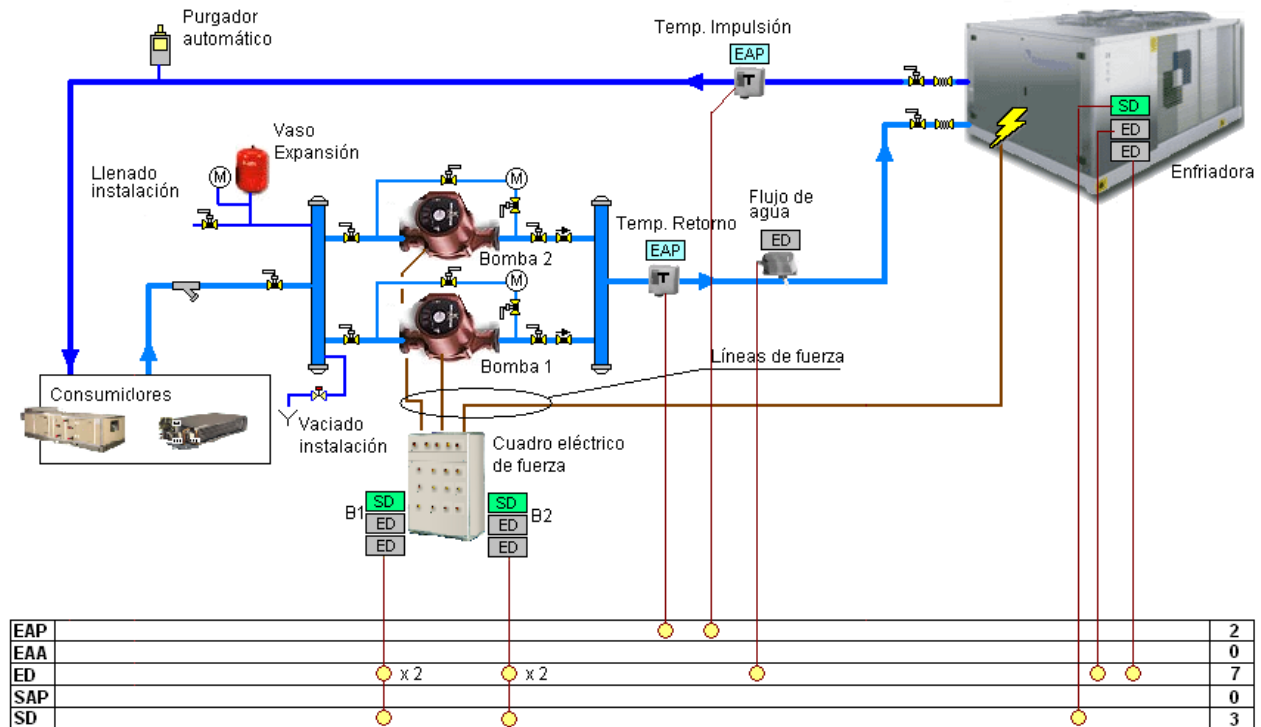 Purgador
automático
Temp. Impulsión
EAP
T
SD
ED
ED
Enfriadora
Vaso
Expansión
Llenado
instalación
M
M
Flujo de
agua
ED
Temp. Retorno
EAP
T
Bomba 2
M
Bomba 1
Líneas de fuerza
Consumidores
Vaciado
instalación
Cuadro eléctrico
de fuerza
B1
SD
ED
ED
SD
ED
ED
B2
EAP 2
EAA 0
ED x 2 x 2 7
SAP 0
SD 3